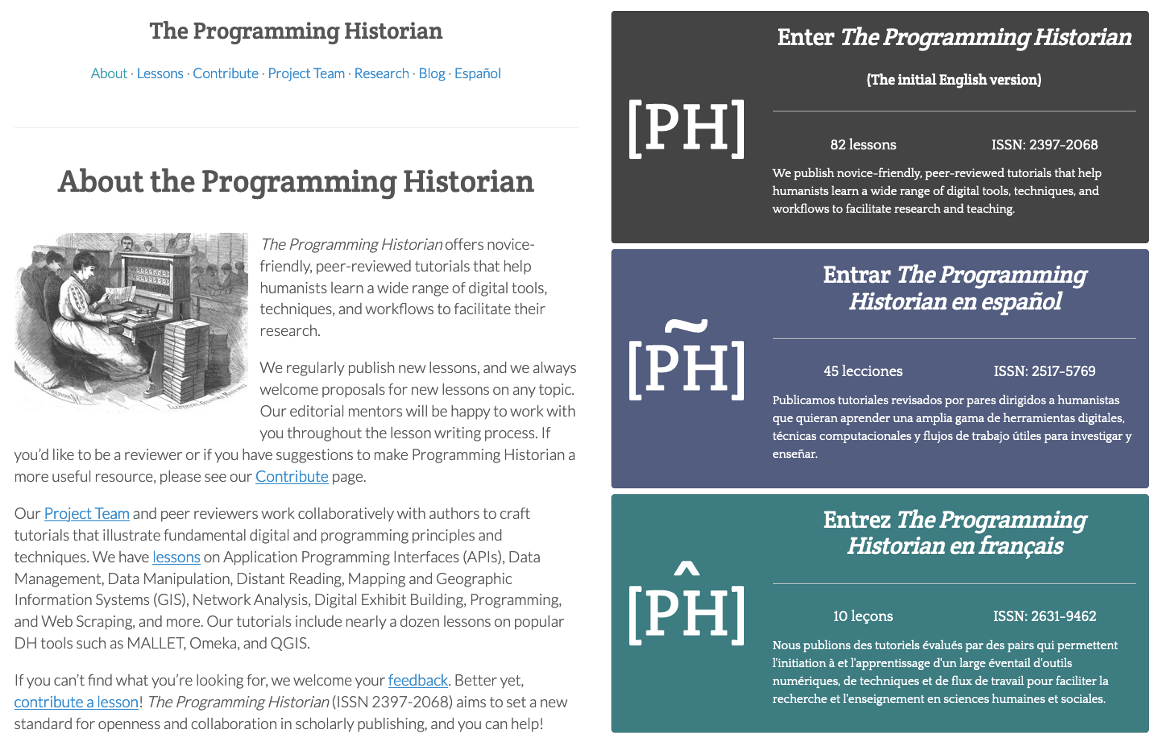 The Programming Historian
About · Lessons · Contribute · Project Team · Research · Blog · Español
About the Programming Historian
The Programming Historian offers novice-
friendly, peer-reviewed tutorials that help
humanists learn a wide range of digital tools,
techniques, and workflows to facilitate their
research.
We regularly publish new lessons, and we always
welcome proposals for new lessons on any topic.
Our editorial mentors will be happy to work with
you throughout the lesson writing process. If
you'd like to be a reviewer or if you have suggestions to make Programming Historian a
more useful resource, please see our Contribute page.
Our Project Team and peer reviewers work collaboratively with authors to craft
tutorials that illustrate fundamental digital and programming principles and
techniques. We have lessons on Application Programming Interfaces (APIs), Data
Management, Data Manipulation, Distant Reading, Mapping and Geographic
Information Systems (GIS), Network Analysis, Digital Exhibit Building, Programming,
and Web Scraping, and more. Our tutorials include nearly a dozen lessons on popular
DH tools such as MALLET, Omeka, and QGIS.
If you can't find what you're looking for, we welcome your feedback. Better yet,
contribute a lesson! The Programming Historian (ISSN 2397-2068) aims to set a new
standard for openness and collaboration in scholarly publishing, and you can help!
[PH]
Enter The Programming Historian
(The initial English version)
82 lessons ISSN: 2397-2068
We publish novice-friendly, peer-reviewed tutorials that help
humanists learn a wide range of digital tools, techniques, and
workflows to facilitate research and teaching.
[PH̃]
Entrar The Programming
Historian en español
45 lecciones ISSN: 2517-5769
Publicamos tutoriales revisados por pares dirigidos a humanistas
que quieran aprender una amplia gama de herramientas digitales,
técnicas computacionales y flujos de trabajo útiles para investigar y
enseñar.
[PĤ]
Entrez The Programming
Historian en français
10 leçons ISSN: 2631-9462
Nous publions des tutoriels évalués par des pairs qui permettent
l'initiation à et l'apprentissage d'un large éventail d'outils
numériques, de techniques et de flux de travail pour faciliter la
recherche et l'enseignement en sciences humaines et sociales.